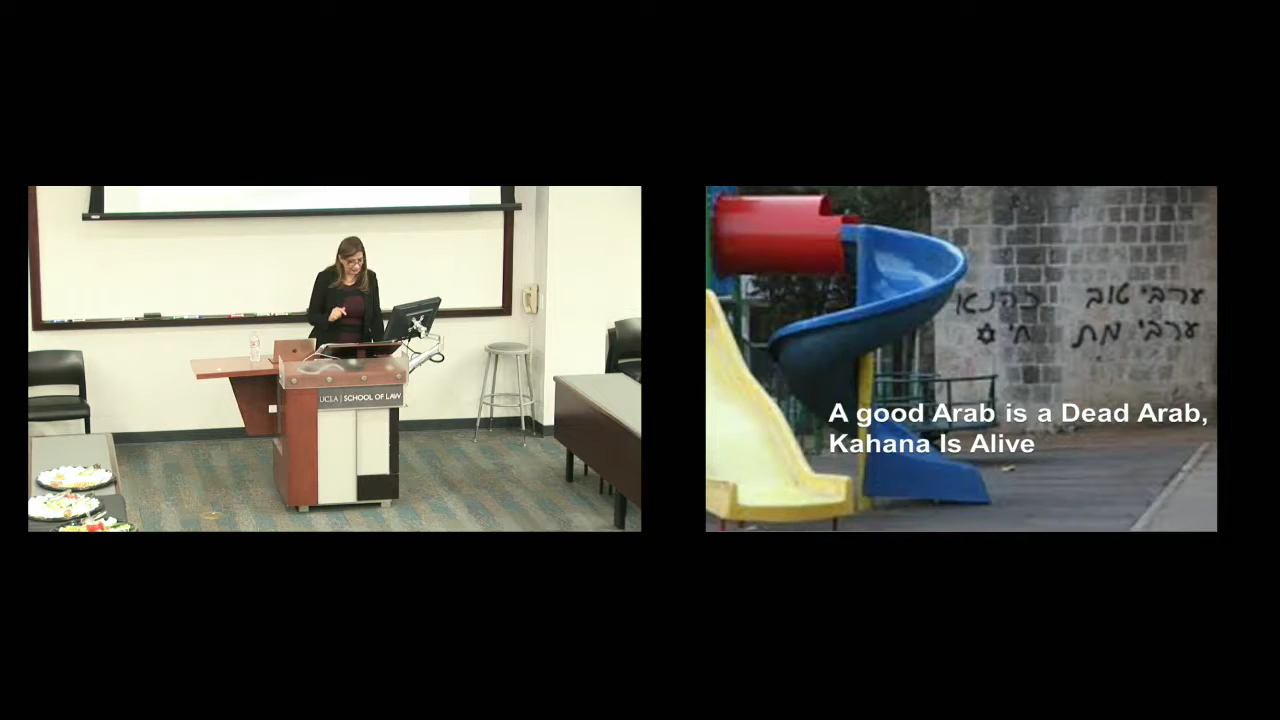 UCLA | SCHOOL OF LAW
ערבי טוב כהנא
ערבי מת חי
A good Arab is a Dead Arab,
Kahana Is Alive